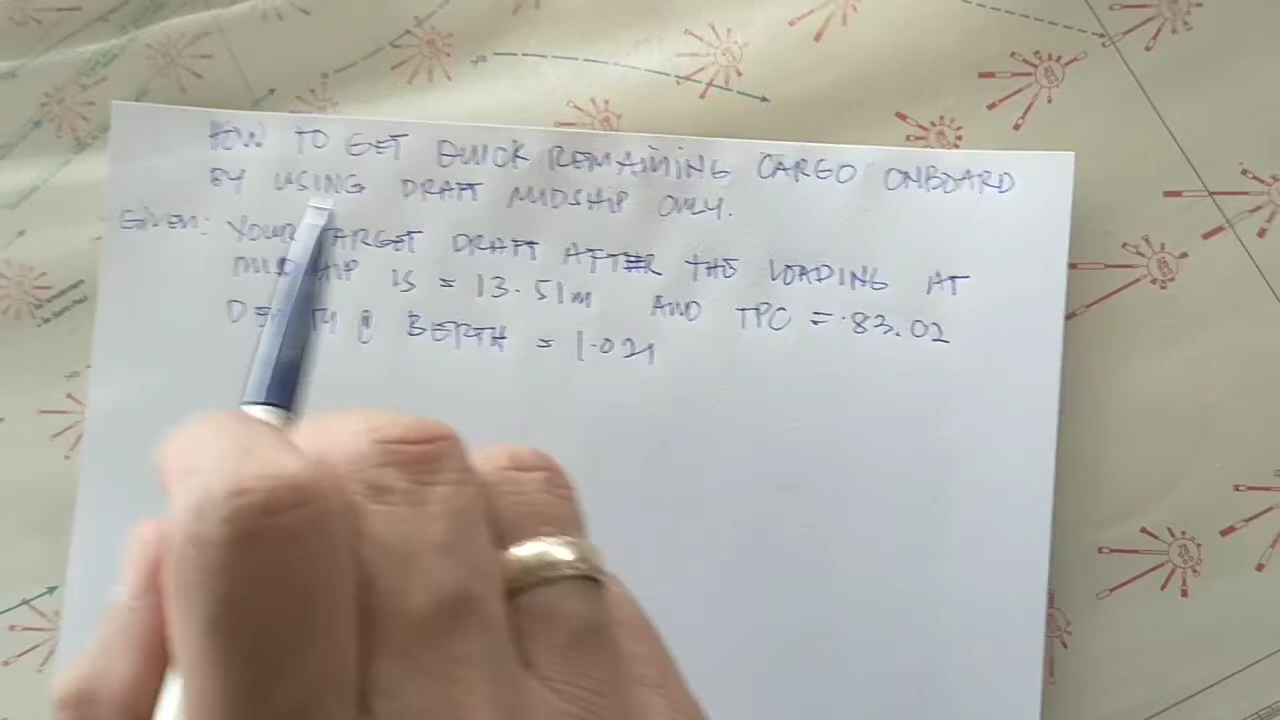 HOW TO GET QUICK REMAINING CARGO ONBOARD
BY USING DRAFT MIDSHIP ONLY.
Given: YOUR TARGET DRAFT AFTER THE LOADING AT
IS = 13.51m AND TPC = 83.02
@ BERTH = 1.021